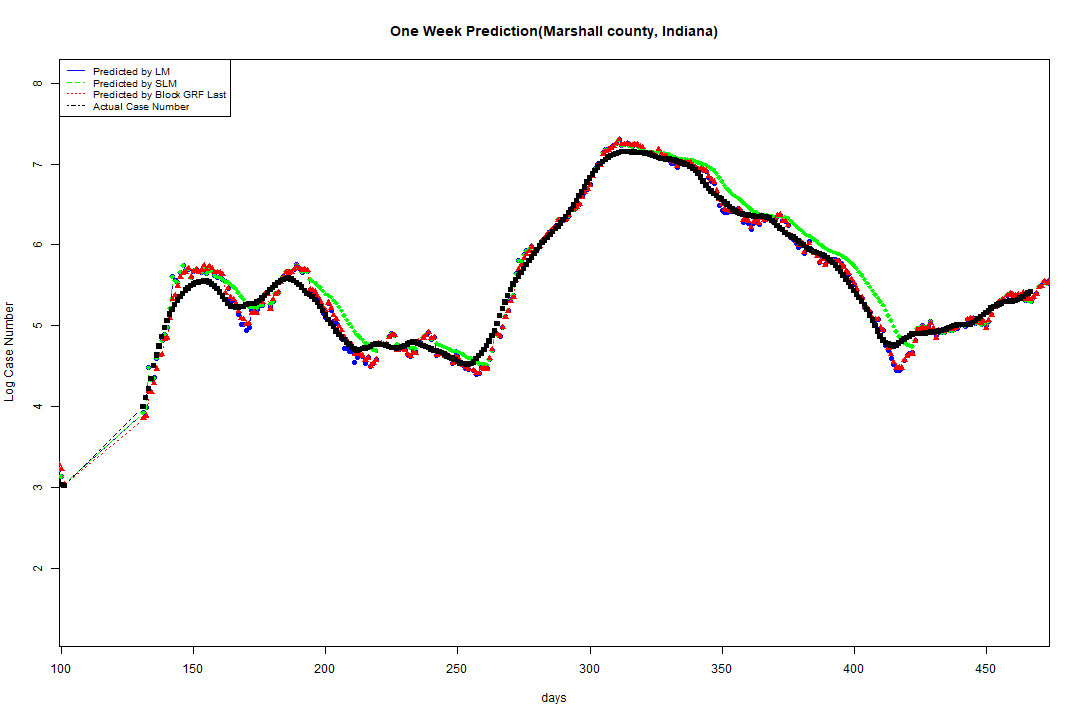 One Week Prediction(Marshall county, Indiana)
Predicted by LM
Predicted by SLM
Predicted by Block GRF Last
Actual Case Number
8
7
6
5
4
3
2
Log Case Number
100 150 200 250 300 350 400 450
days